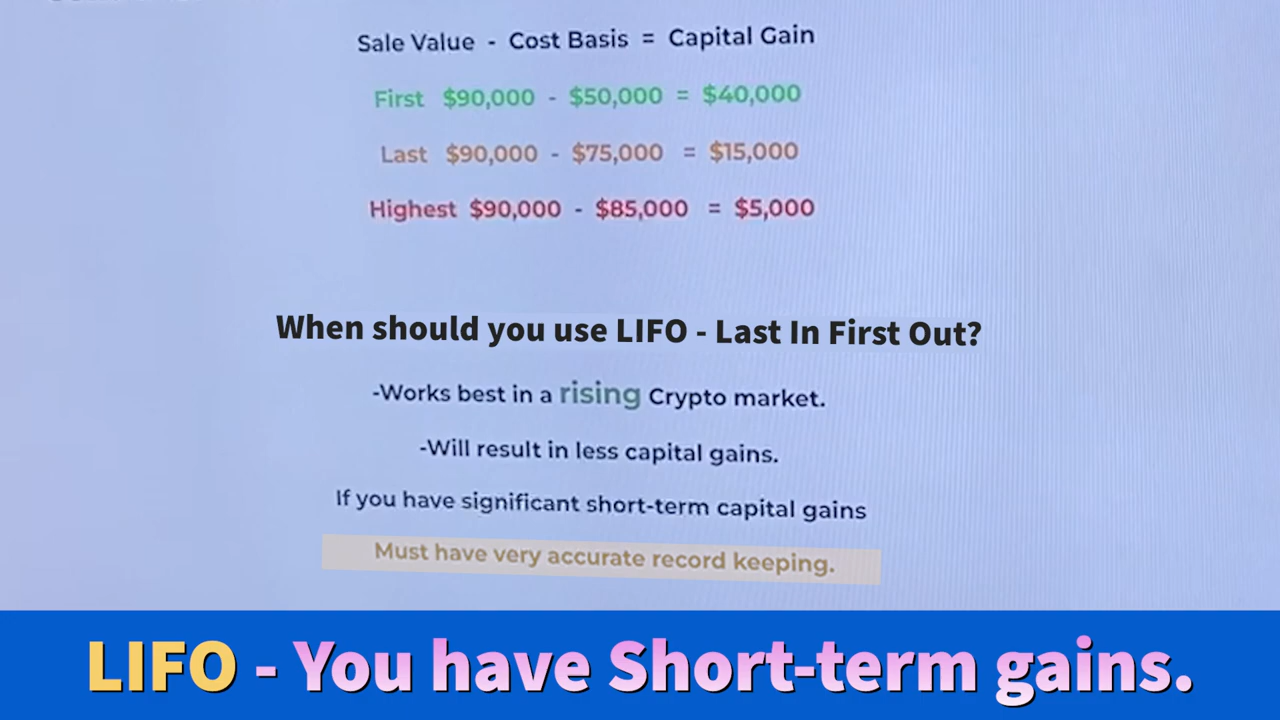 Sale Value - Cost Basis = Capital Gain
First $90,000 - $50,000 = $40,000
Last $90,000 - $75,000 = $15,000
Highest $90,000 - $85,000 = $5,000
When should you use LIFO - Last In First Out?
-Works best in a rising Crypto market.
-Will result in less capital gains.
If you have significant short-term capital gains
Must have very accurate record keeping.
LIFO - You have Short-term gains.